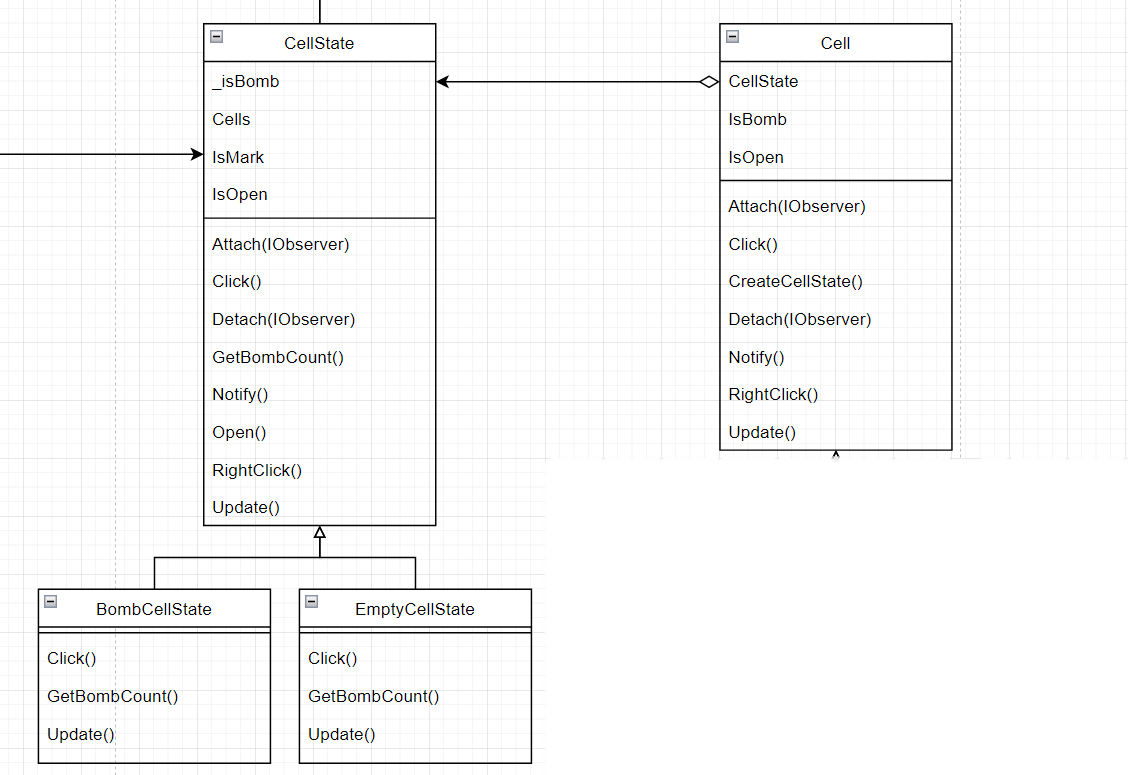 CellState
_isBomb
Cells
IsMark
IsOpen
Attach(IObserver)
Click()
Detach(IObserver)
GetBombCount()
Notify()
Open()
RightClick()
Update()
Cell
CellState
IsBomb
IsOpen
Attach(IObserver)
Click()
CreateCellState()
Detach(IObserver)
Notify()
RightClick()
Update()
BombCellState
Click()
GetBombCount()
Update()
EmptyCellState
Click()
GetBombCount()
Update()